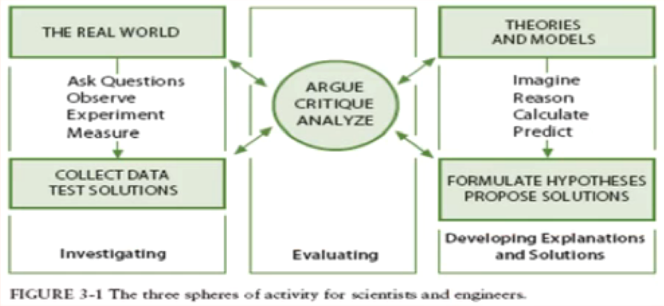 THE REAL WORLD
Ask Questions
Observe
Experiment
Measure
COLLECT DATA
TEST SOLUTIONS
Investigating
ARGUE
CRITIQUE
ANALYZE
Evaluating
THEORIES
AND MODELS
Imagine
Reason
Calculate
Predict
FORMULATE HYPOTHESES
PROPOSE SOLUTIONS
Developing Explanations
and Solutions
FIGURE 3-1 The three spheres of activity for scientists and engineers.